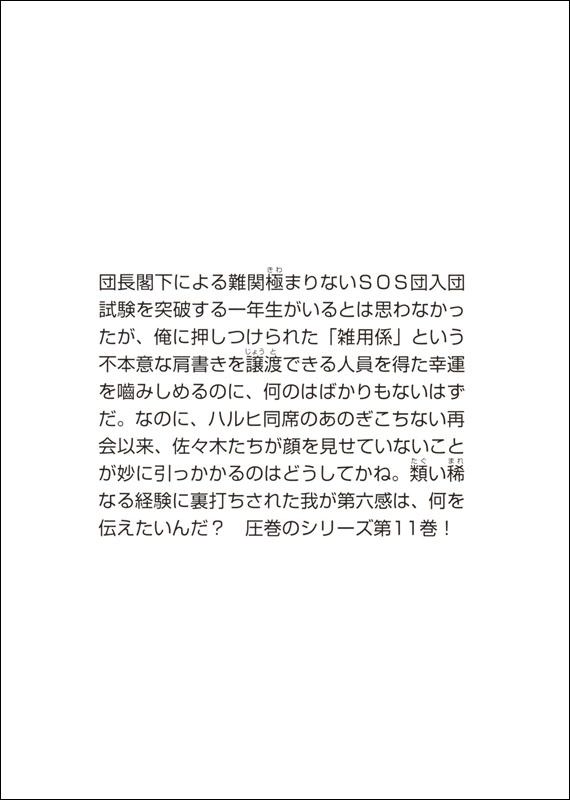 団長閣下による難関極まりないＳＯＳ団入団
試験を突破する一年生がいるとは思わなかっ
たが、俺に押しつけられた「雑用係」という
不本意な肩書きを譲渡できる人員を得た幸運
を嚙みしめるのに、何のはばかりもないはず
だ。なのに、ハルヒ同席のあのぎこちない再
会以来、佐々木たちが顔を見せていないこと
が妙に引っかかるのはどうしてかね。類い稀
なる経験に裏打ちされた我が第六感は、何を
伝えたいんだ？　圧巻のシリーズ第11巻！